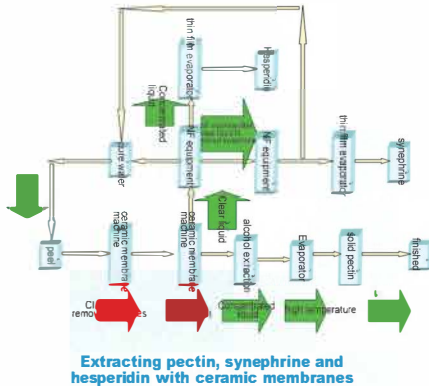 thin film evaporator
Hesperidin
Concentrated
liquid
pure water
NF equipment
NF equipment
thin film evaporator
synephrine
Clear liquid
peel
ceramic membrane
machine
ceramic membrane
machine
alcohol extraction
Evaporator
solid pectin
finished
Concentrated
liquid
high temperature
Extracting pectin, synephrine and
hesperidin with ceramic membranes